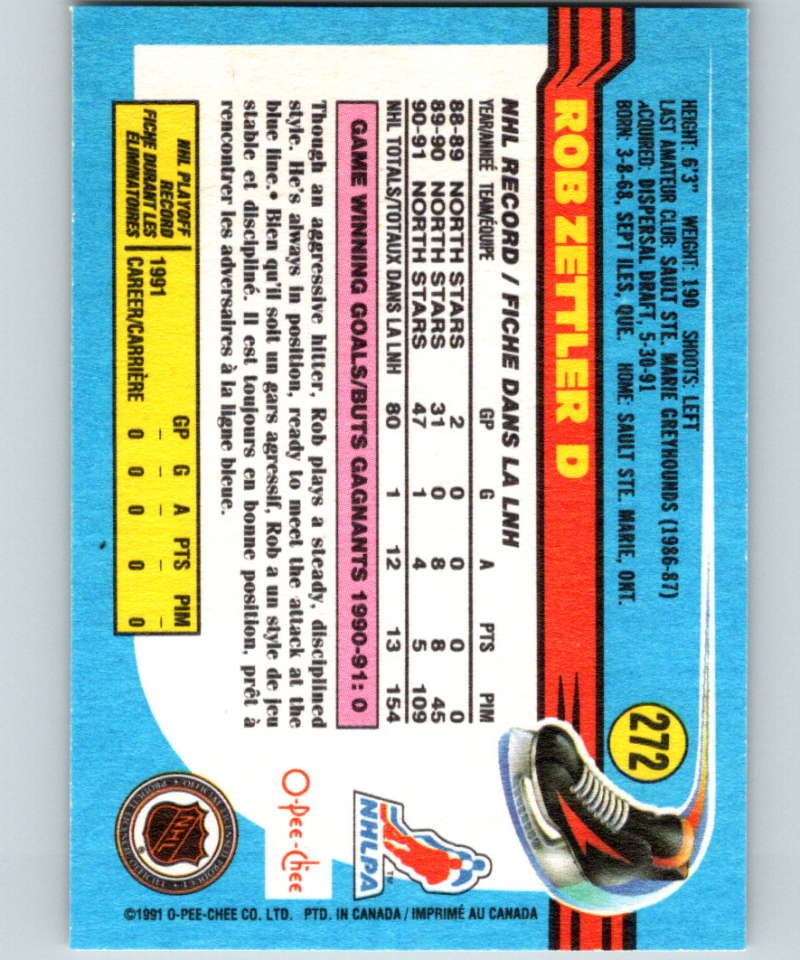 HEIGHT: 6'3" WEIGHT: 190 SHOOTS: LEFT
LAST AMATEUR CLUB: SAULT STE. MARIE GREYHOUNDS (1986-87)
ACQUIRED: DISPERSAL DRAFT, 5-30-91
BORN: 3-8-68, SEPT ILES, QUE. HOME: SAULT STE. MARIE, ONT.
272
ROB ZETTLER D
NHL RECORD / FICHE DANS LA LNH
YEAR/ANNÉE TEAM/ÉQUIPE GP G A PTS PIM
88-89 NORTH STARS 2 0 0 0 0
89-90 NORTH STARS 31 0 8 8 45
90-91 NORTH STARS 47 1 4 5 109
NHL TOTALS/TOTAUX DANS LA LNH 80 1 12 13 154
GAME WINNING GOALS/BUTS GAGNANTS 1990-91: 0
Though an aggressive hitter, Rob plays a steady, disciplined
style. He's always in position, ready to meet the attack at the
blue line.• Bien qu'il soit un gars agressif, Rob a un style de jeu
stable et discipliné. Il est toujours en bonne position, prêt à
rencontrer les adversaires à la ligne bleue.
NHL PLAYOFF
RECORD
FICHE DURANT LES
ÉLIMINATOIRES
GP G A PTS PIM
1991 – – – – –
CAREER/CARRIÈRE 0 0 0 0 0
NHLPA
TM
O-Pee-Chee
NHL
®
©1991 O-PEE-CHEE CO. LTD. PTD. IN CANADA / IMPRIMÉ AU CANADA